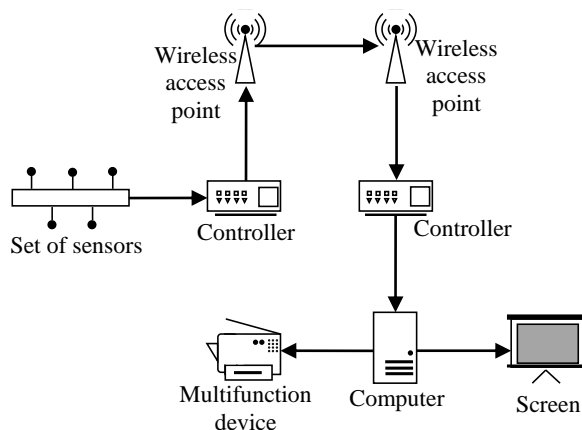 Wireless
access
point
Wireless
access
point
Set of sensors
Controller
Controller
Multifunction
device
Computer
Screen